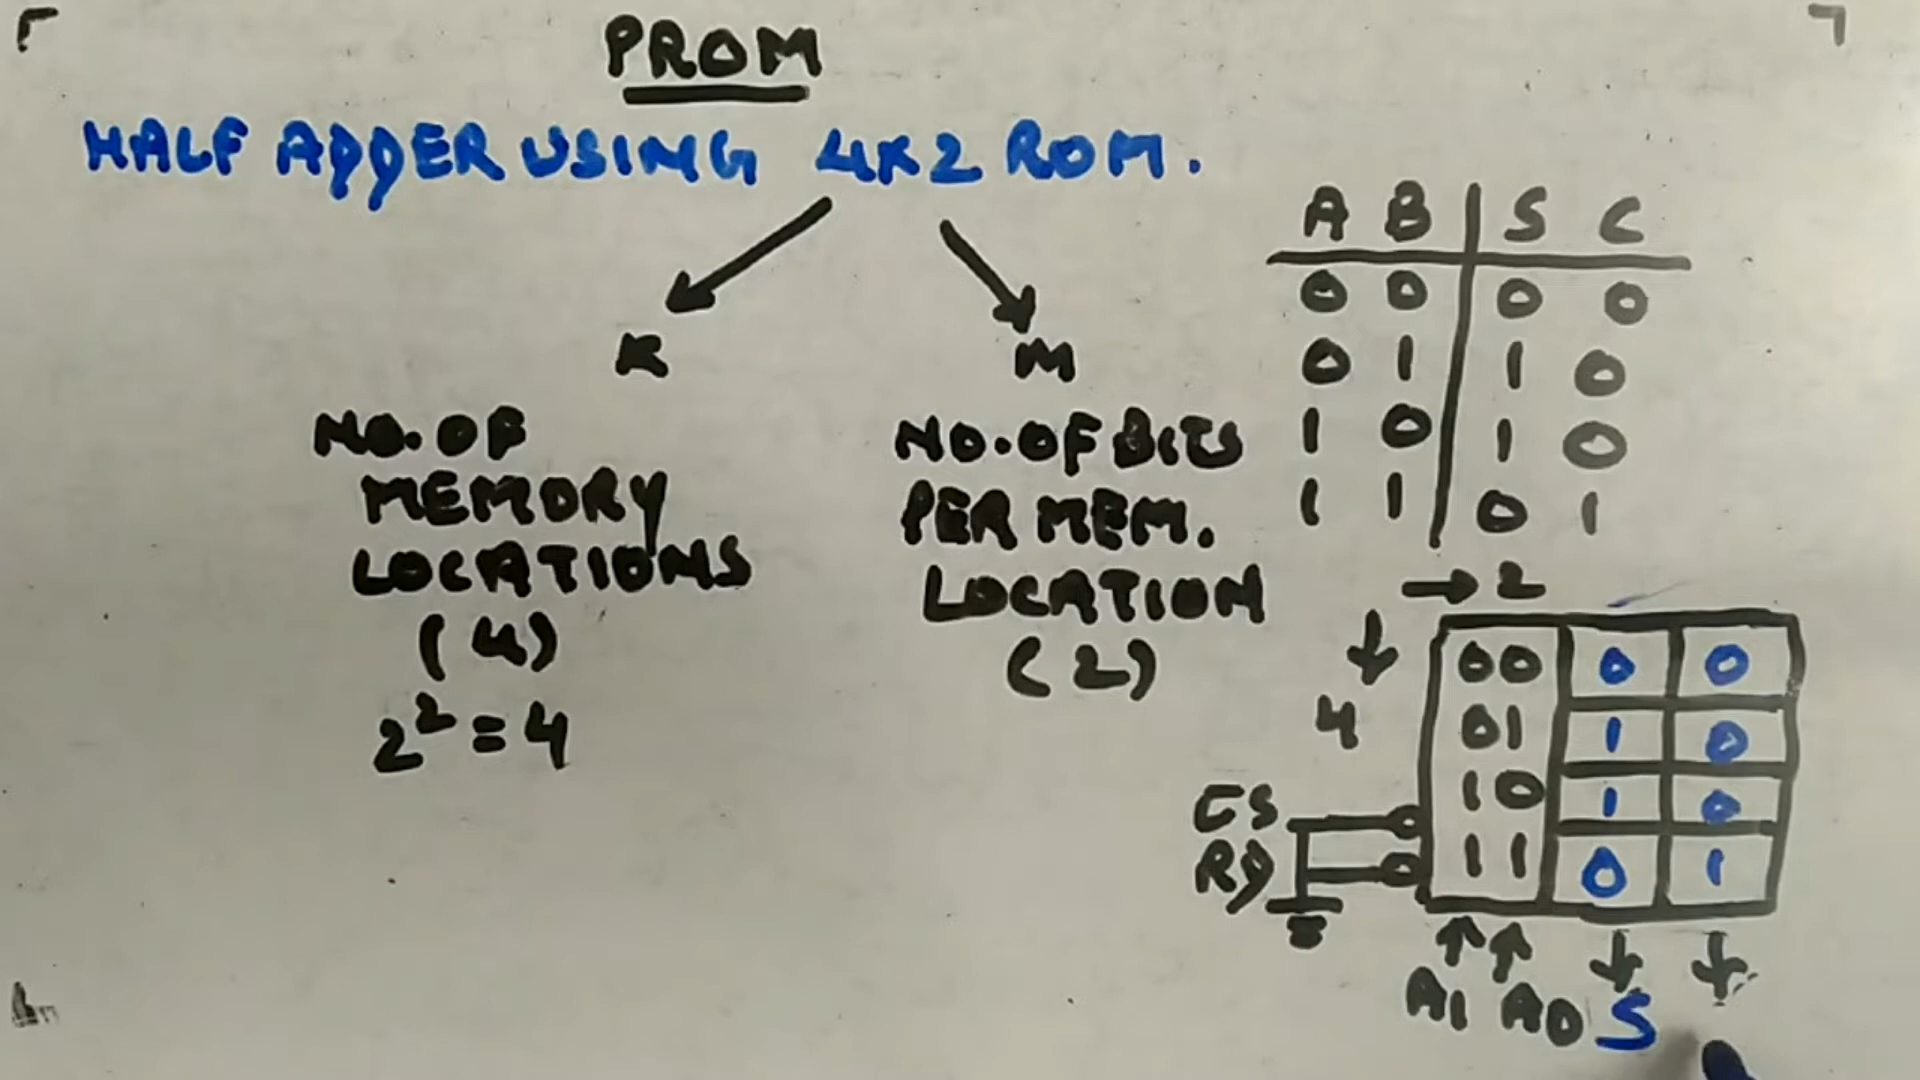 PROM
HALF ADDER USING 4X2 ROM.
K
NO. OF
MEMORY
LOCATIONS
(4)
2² = 4
M
NO. OF BITS
PER MEM.
LOCATION
(2)
A B S C
0 0 0 0
0 1 1 0
1 0 1 0
1 1 0 1
→ 2
↓
4
00 0 0
01 1 0
10 1 0
11 0 1
CS
RD
A1 A0 S